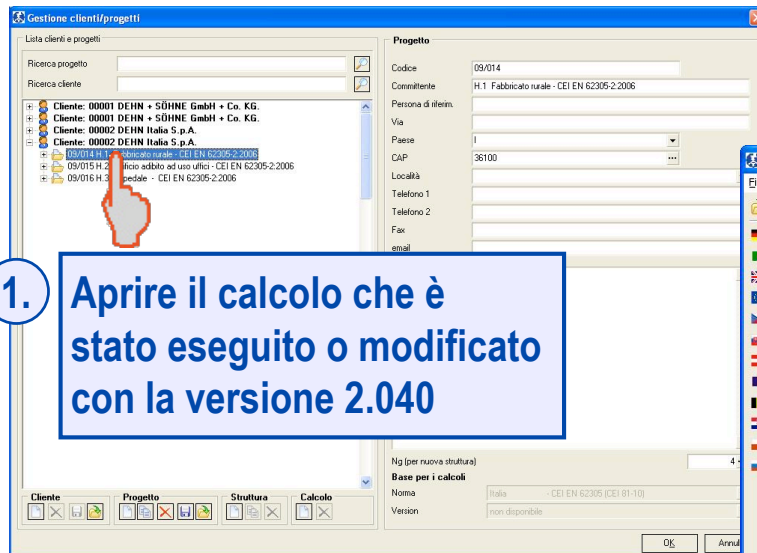 Gestione clienti/progetti
Lista clienti e progetti
Ricerca progetto
Ricerca cliente
Cliente: 00001 DEHN + SÖHNE GmbH + Co. KG.
Cliente: 00001 DEHN + SÖHNE GmbH + Co. KG.
Cliente: 00002 DEHN Italia S.p.A.
Cliente: 00002 DEHN Italia S.p.A.
09/014 H.1 Fabbricato rurale - CEI EN 62305-2:2006
09/015 H.2 ficio adibito ad uso uffici - CEI EN 62305-2:2006
09/016 H.3 pedale - CEI EN 62305-2:2006
1.
Aprire il calcolo che è
stato eseguito o modificato
con la versione 2.040
Cliente
Progetto
Struttura
Calcolo
Progetto
Codice 09/014
Committente H.1 Fabbricato rurale - CEI EN 62305-2:2006
Persona di riferim.
Via
Paese I
CAP 36100 ...
Località
Telefono 1
Telefono 2
Fax
email
Ng (per nuova struttura) 4
Base per i calcoli
Norma Italia - CEI EN 62305 (CEI 81-10)
Version non disponibile
OK Annul